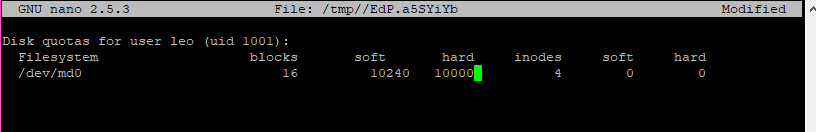 GNU nano 2.5.3 File: /tmp//EdP.a5SYiYb Modified
Disk quotas for user leo (uid 1001):
Filesystem blocks soft hard inodes soft hard
/dev/md0 16 10240 10000 4 0 0